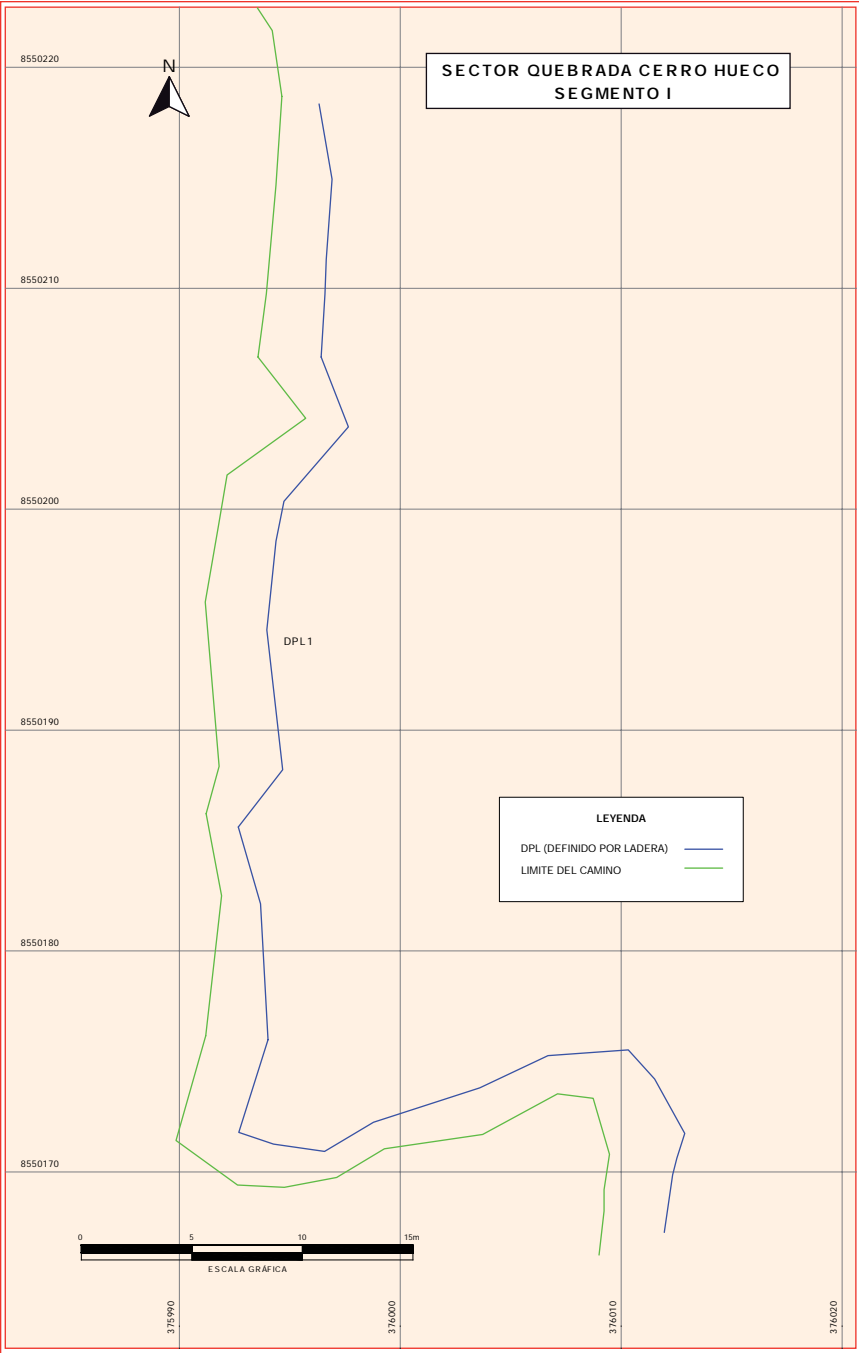 8550220
N
SECTOR QUEBRADA CERRO HUECO
SEGMENTO I
8550210
8550200
DPL1
8550190
LEYENDA
DPL (DEFINIDO POR LADERA)
LIMITE DEL CAMINO
8550180
8550170
0 5 10 15m
ESCALA GRÁFICA
375990 376000 376010 376020